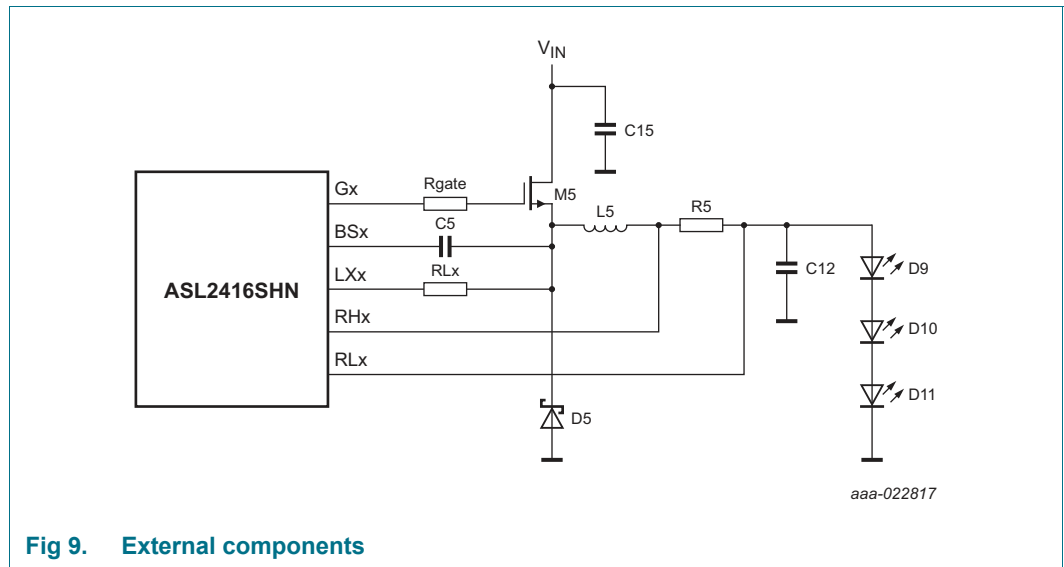 VIN
C15
Gx
Rgate
M5
BSx
C5
L5
R5
LXx
RLx
C12
D9
ASL2416SHN
RHx
D10
RLx
D11
D5
aaa-022817
Fig 9. External components